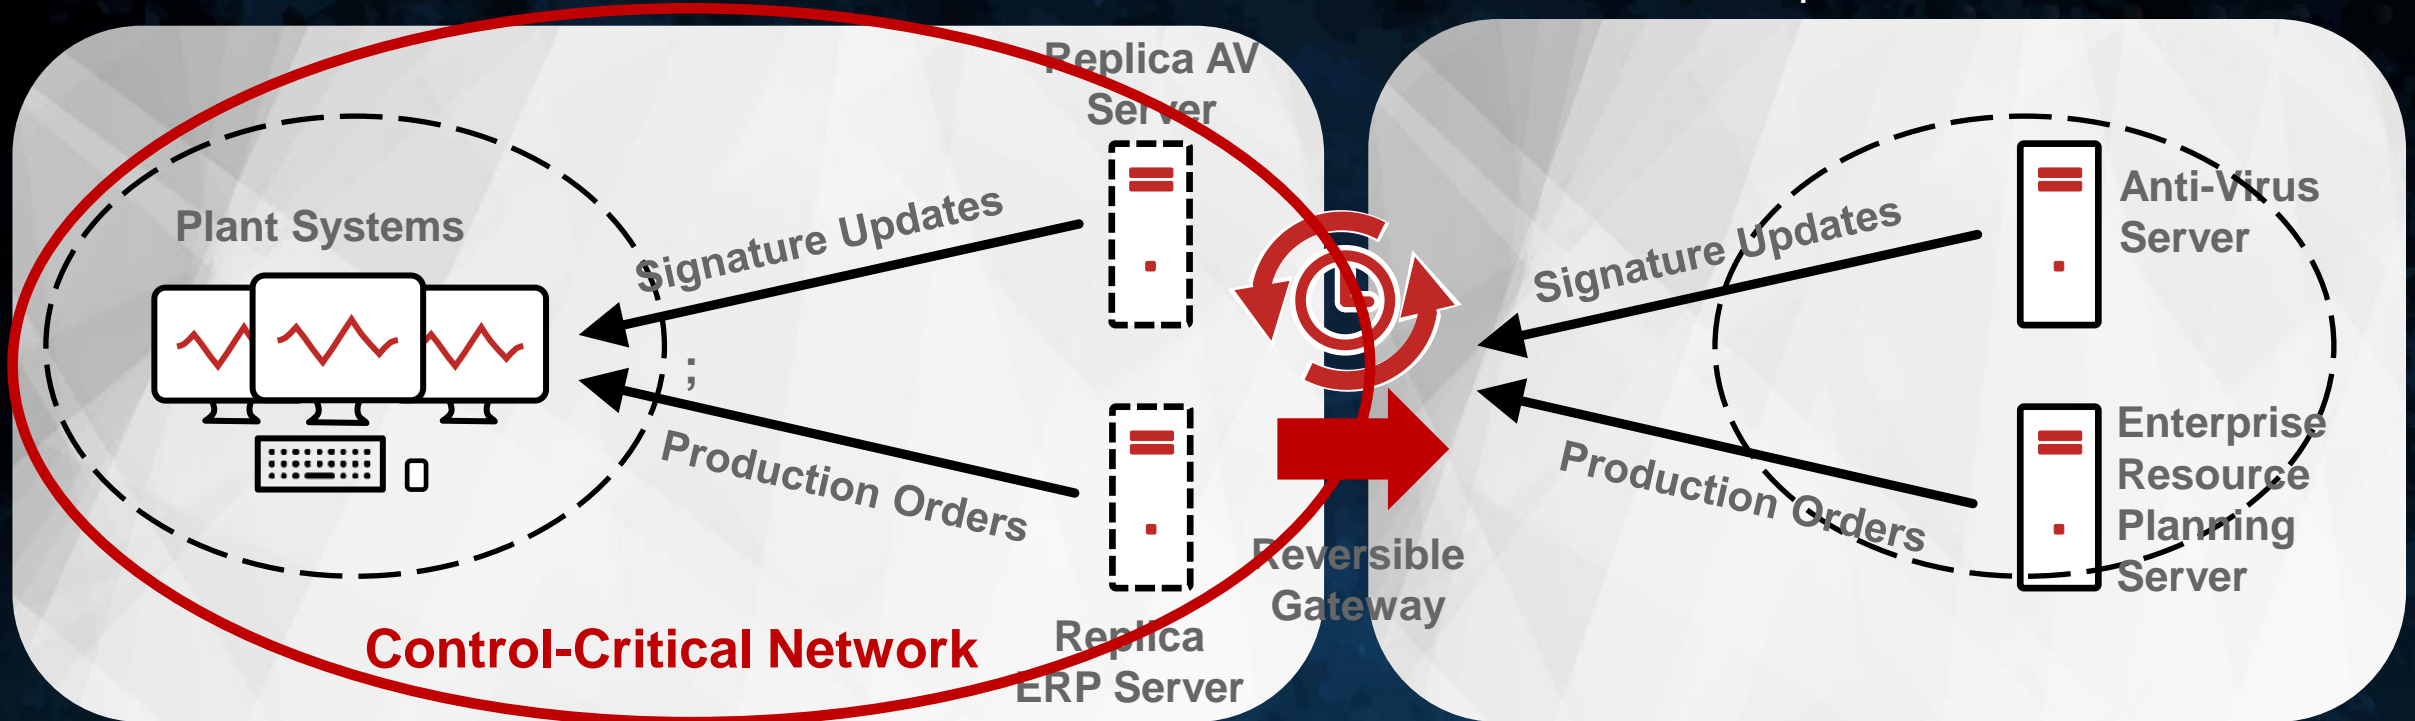 Replica AV
Server
Plant Systems
Signature Updates
;
Production Orders
Control-Critical Network
Replica
ERP Server
Reversible
Gateway
Signature Updates
Production Orders
Anti-Virus
Server
Enterprise
Resource
Planning
Server